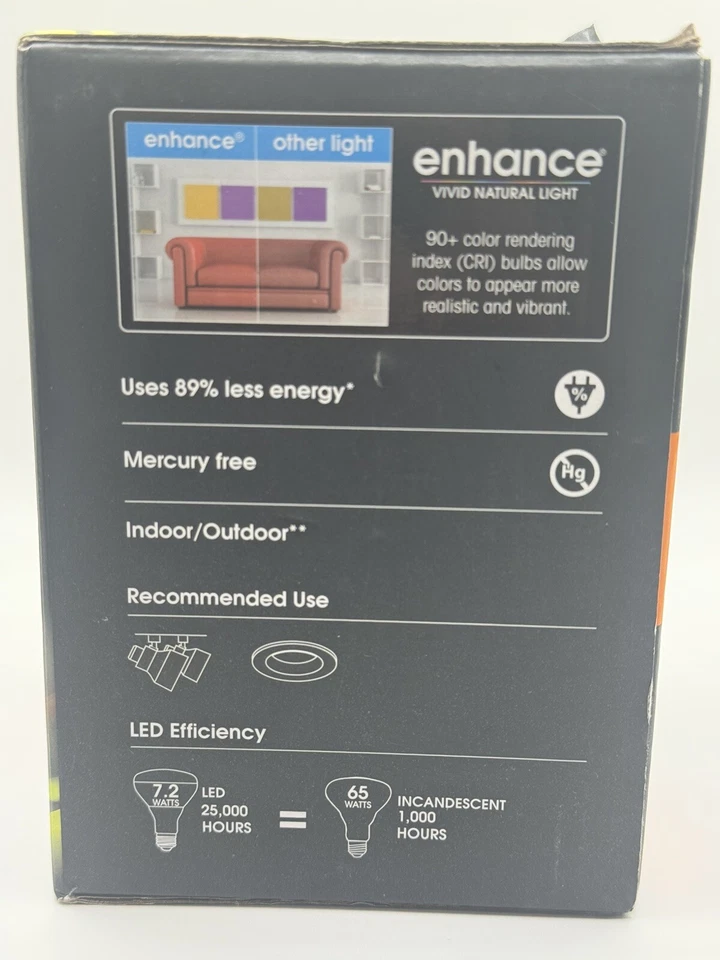 enhance® other light
enhance®
VIVID NATURAL LIGHT
90+ color rendering
index (CRI) bulbs allow
colors to appear more
realistic and vibrant.
Uses 89% less energy*
%
Mercury free
Hg
Indoor/Outdoor**
Recommended Use
LED Efficiency
7.2
WATTS
LED
25,000
HOURS
=
65
WATTS
INCANDESCENT
1,000
HOURS